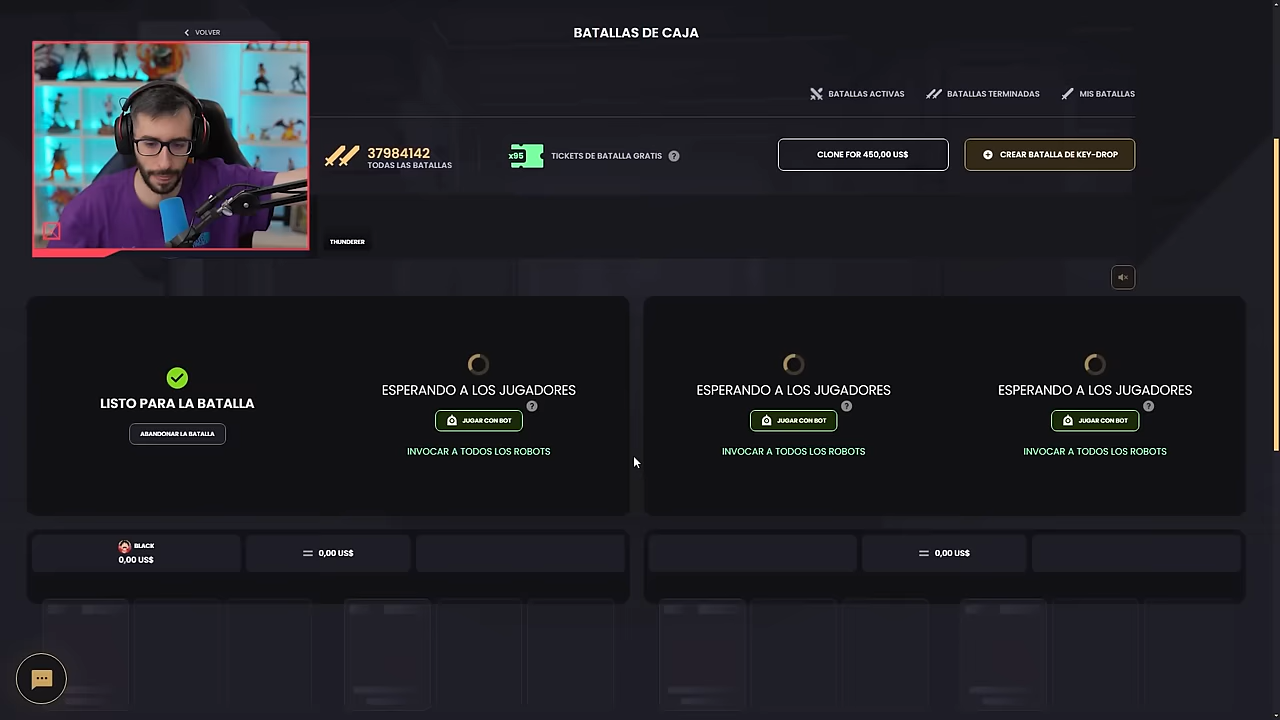 VOLVER
BATALLAS DE CAJA
BATALLAS ACTIVAS
BATALLAS TERMINADAS
MIS BATALLAS
37984142
TODAS LAS BATALLAS
x95
TICKETS DE BATALLA GRATIS
?
CLONE FOR 450,00 US$
CREAR BATALLA DE KEY-DROP
THUNDERER
LISTO PARA LA BATALLA
ABANDONAR LA BATALLA
ESPERANDO A LOS JUGADORES
?
JUGAR CON BOT
INVOCAR A TODOS LOS ROBOTS
ESPERANDO A LOS JUGADORES
?
JUGAR CON BOT
INVOCAR A TODOS LOS ROBOTS
ESPERANDO A LOS JUGADORES
?
JUGAR CON BOT
INVOCAR A TODOS LOS ROBOTS
BLACK
0,00 US$
= 0,00 US$
= 0,00 US$